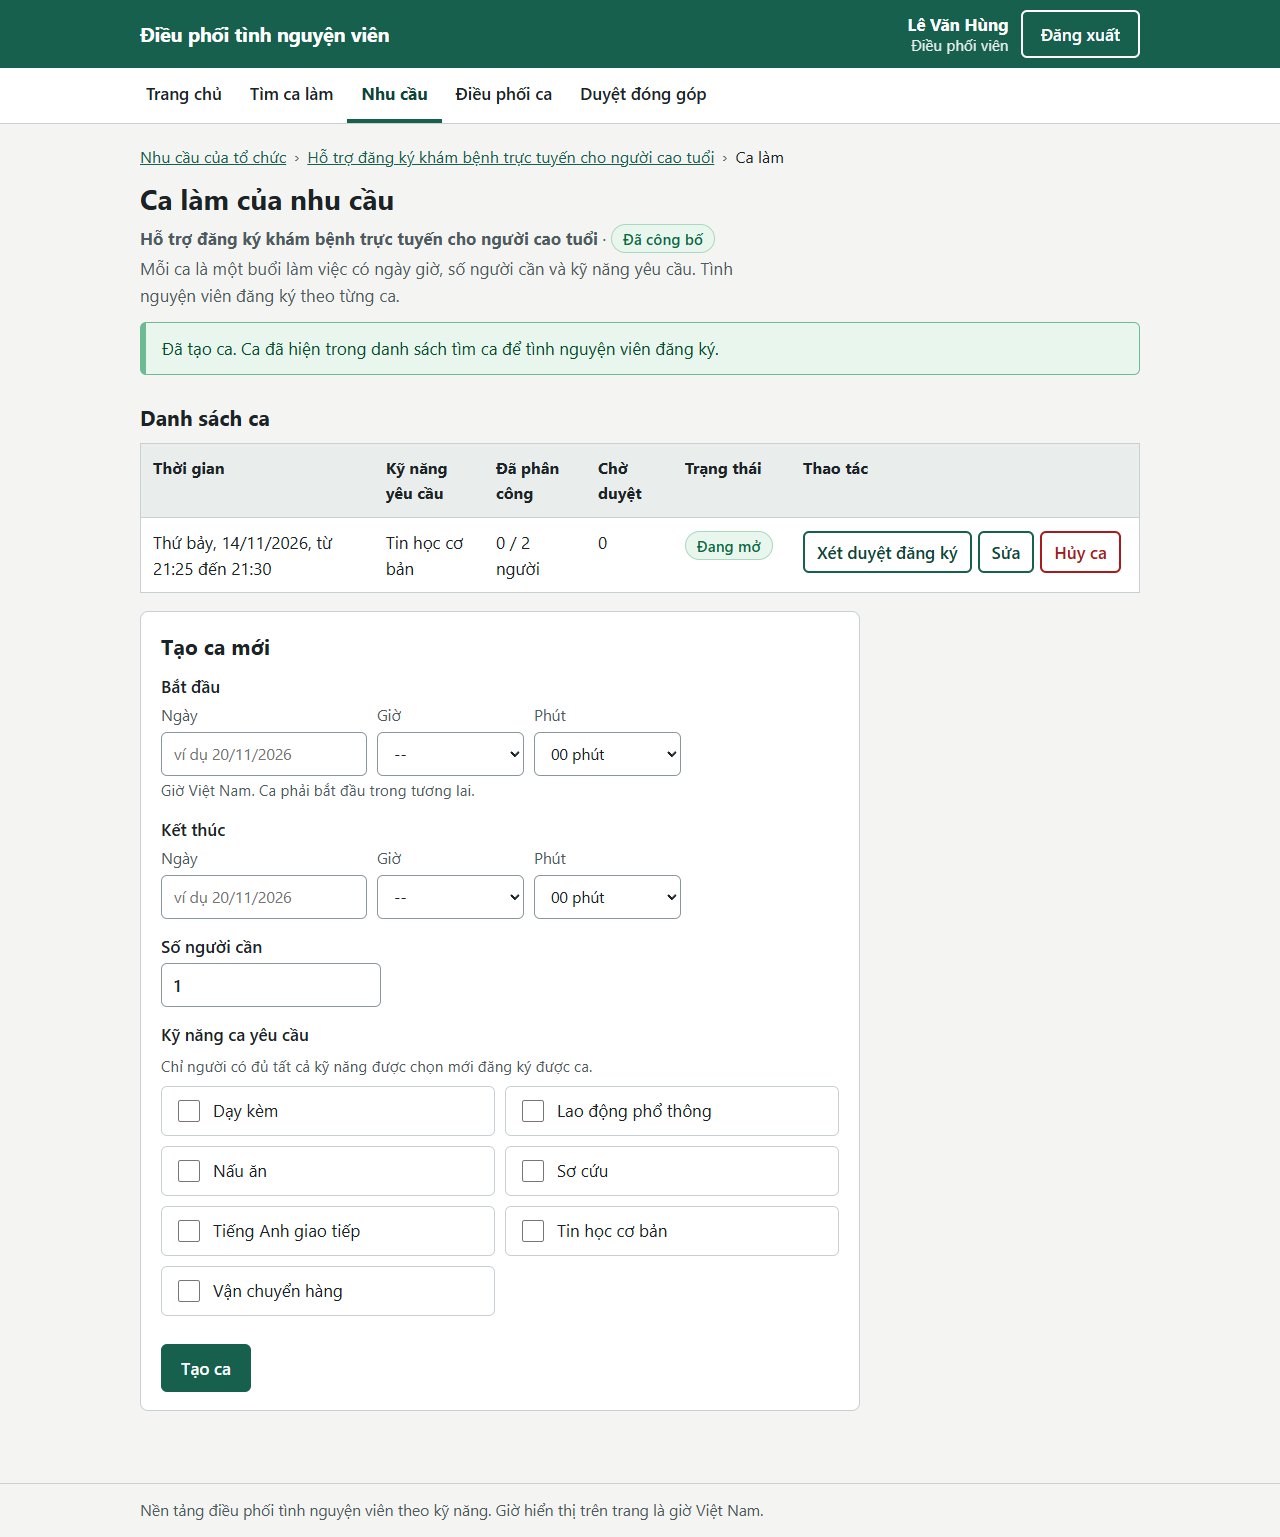 Điều phối tình nguyện viên
Lê Văn Hùng
Điều phối viên
Đăng xuất
Trang chủ
Tìm ca làm
Nhu cầu
Điều phối ca
Duyệt đóng góp
Nhu cầu của tổ chức › Hỗ trợ đăng ký khám bệnh trực tuyến cho người cao tuổi › Ca làm
Ca làm của nhu cầu
Hỗ trợ đăng ký khám bệnh trực tuyến cho người cao tuổi · Đã công bố
Mỗi ca là một buổi làm việc có ngày giờ, số người cần và kỹ năng yêu cầu. Tình
nguyện viên đăng ký theo từng ca.
Đã tạo ca. Ca đã hiện trong danh sách tìm ca để tình nguyện viên đăng ký.
Danh sách ca
Thời gian
Kỹ năng
yêu cầu
Đã phân
công
Chờ
duyệt
Trạng thái
Thao tác
Thứ bảy, 14/11/2026, từ
21:25 đến 21:30
Tin học cơ
bản
0 / 2
người
0
Đang mở
Xét duyệt đăng ký
Sửa
Hủy ca
Tạo ca mới
Bắt đầu
Ngày
Giờ
Phút
ví dụ 20/11/2026
--
00 phút
Giờ Việt Nam. Ca phải bắt đầu trong tương lai.
Kết thúc
Ngày
Giờ
Phút
ví dụ 20/11/2026
--
00 phút
Số người cần
1
Kỹ năng ca yêu cầu
Chỉ người có đủ tất cả kỹ năng được chọn mới đăng ký được ca.
Dạy kèm
Lao động phổ thông
Nấu ăn
Sơ cứu
Tiếng Anh giao tiếp
Tin học cơ bản
Vận chuyển hàng
Tạo ca
Nền tảng điều phối tình nguyện viên theo kỹ năng. Giờ hiển thị trên trang là giờ Việt Nam.